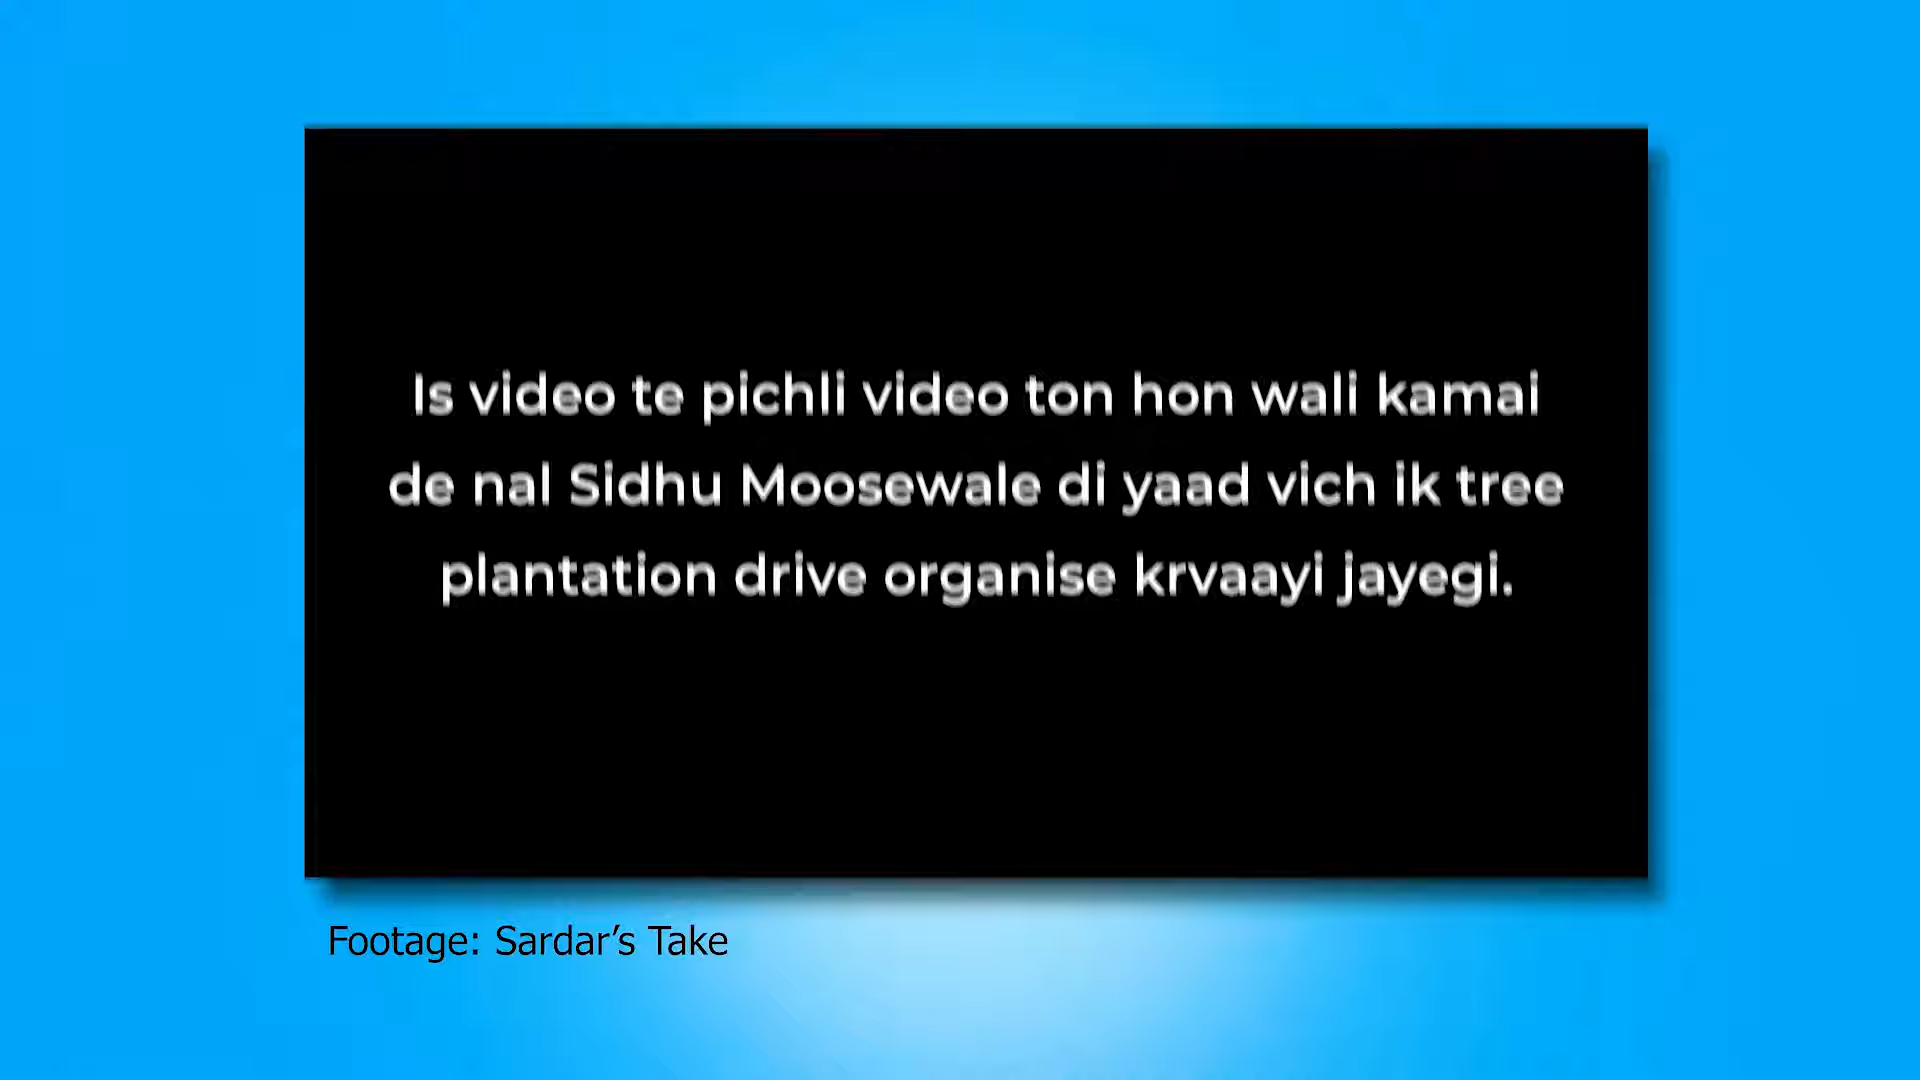 Is video te pichli video ton hon wali kamai
de nal Sidhu Moosewale di yaad vich ik tree
plantation drive organise krvaayi jayegi.
Footage: Sardar’s Take